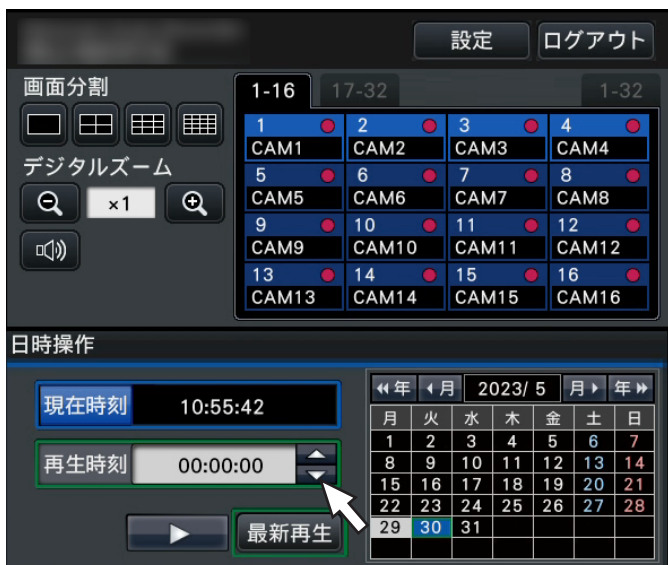 設定 ログアウト
画面分割
1-16 17-32 1-32
1 2 3 4
CAM1 CAM2 CAM3 CAM4
デジタルズーム
5 6 7 8
CAM5 CAM6 CAM7 CAM8
×1
9 10 11 12
CAM9 CAM10 CAM11 CAM12
13 14 15 16
CAM13 CAM14 CAM15 CAM16
日時操作
現在時刻 10:55:42
再生時刻 00:00:00
最新再生
年 月 2023/ 5 月 年
月 火 水 木 金 土 日
1 2 3 4 5 6 7
8 9 10 11 12 13 14
15 16 17 18 19 20 21
22 23 24 25 26 27 28
29 30 31